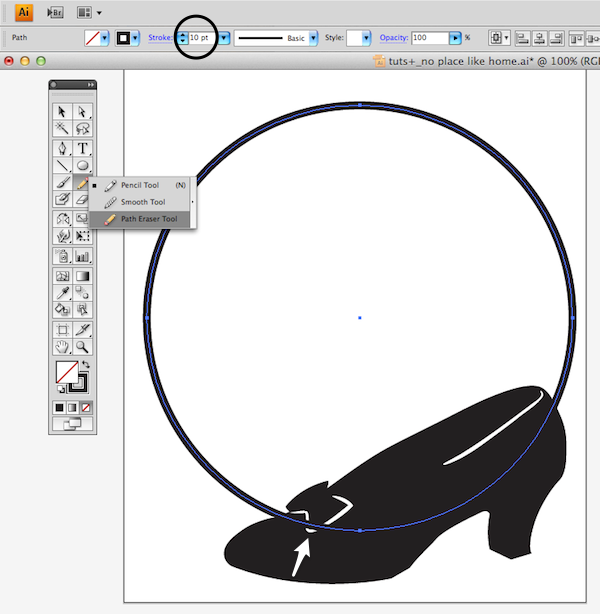 Ai Br
Path Stroke: 10 pt Basic Style: Opacity: 100 %
tuts+_no place like home.ai* @ 100% (RG
T
Pencil Tool (N)
Smooth Tool
Path Eraser Tool